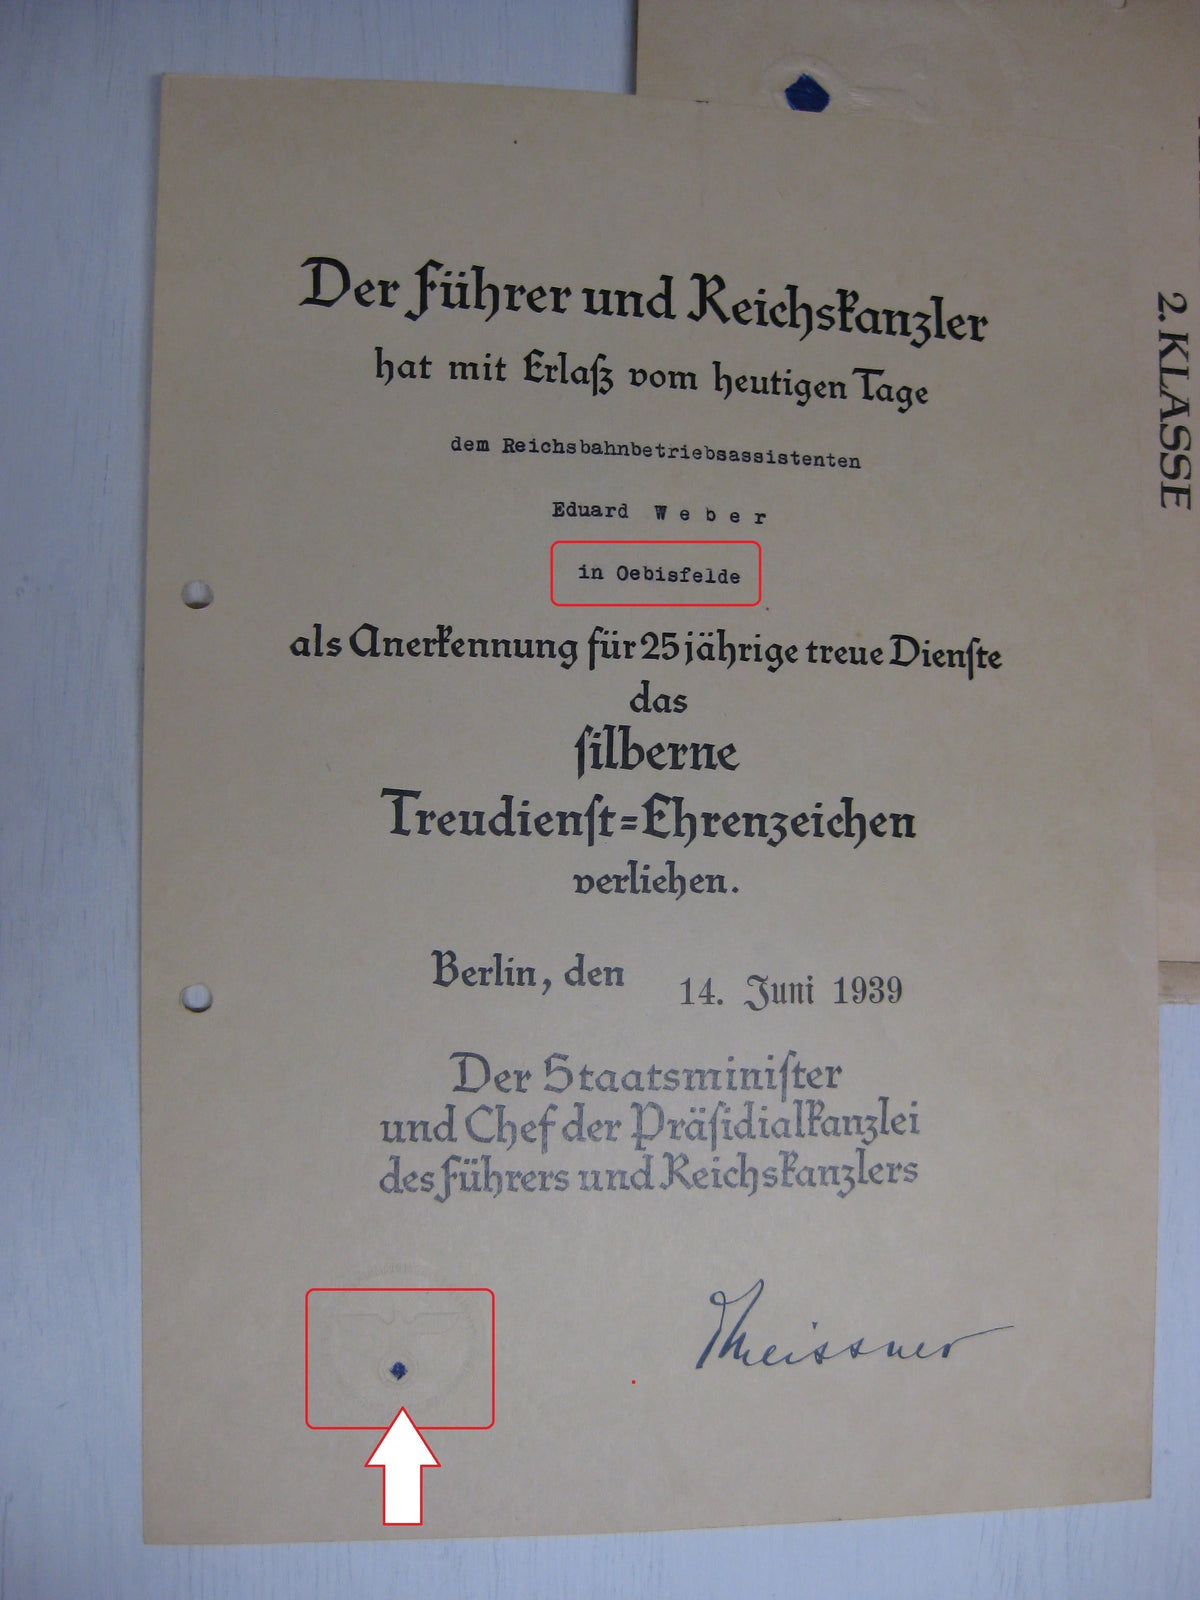 Der Führer und Reichskanzler
hat mit Erlaß vom heutigen Tage
dem Reichsbahnbetriebsassistenten
Eduard Weber
in Oebisfelde
als Anerkennung für 25jährige treue Dienste
das
silberne
Treudienst=Ehrenzeichen
verliehen.
Berlin, den 14. Juni 1939
Der Staatsminister
und Chef der Präsidialkanzlei
des Führers und Reichskanzlers
Meissner
2. KLASSE